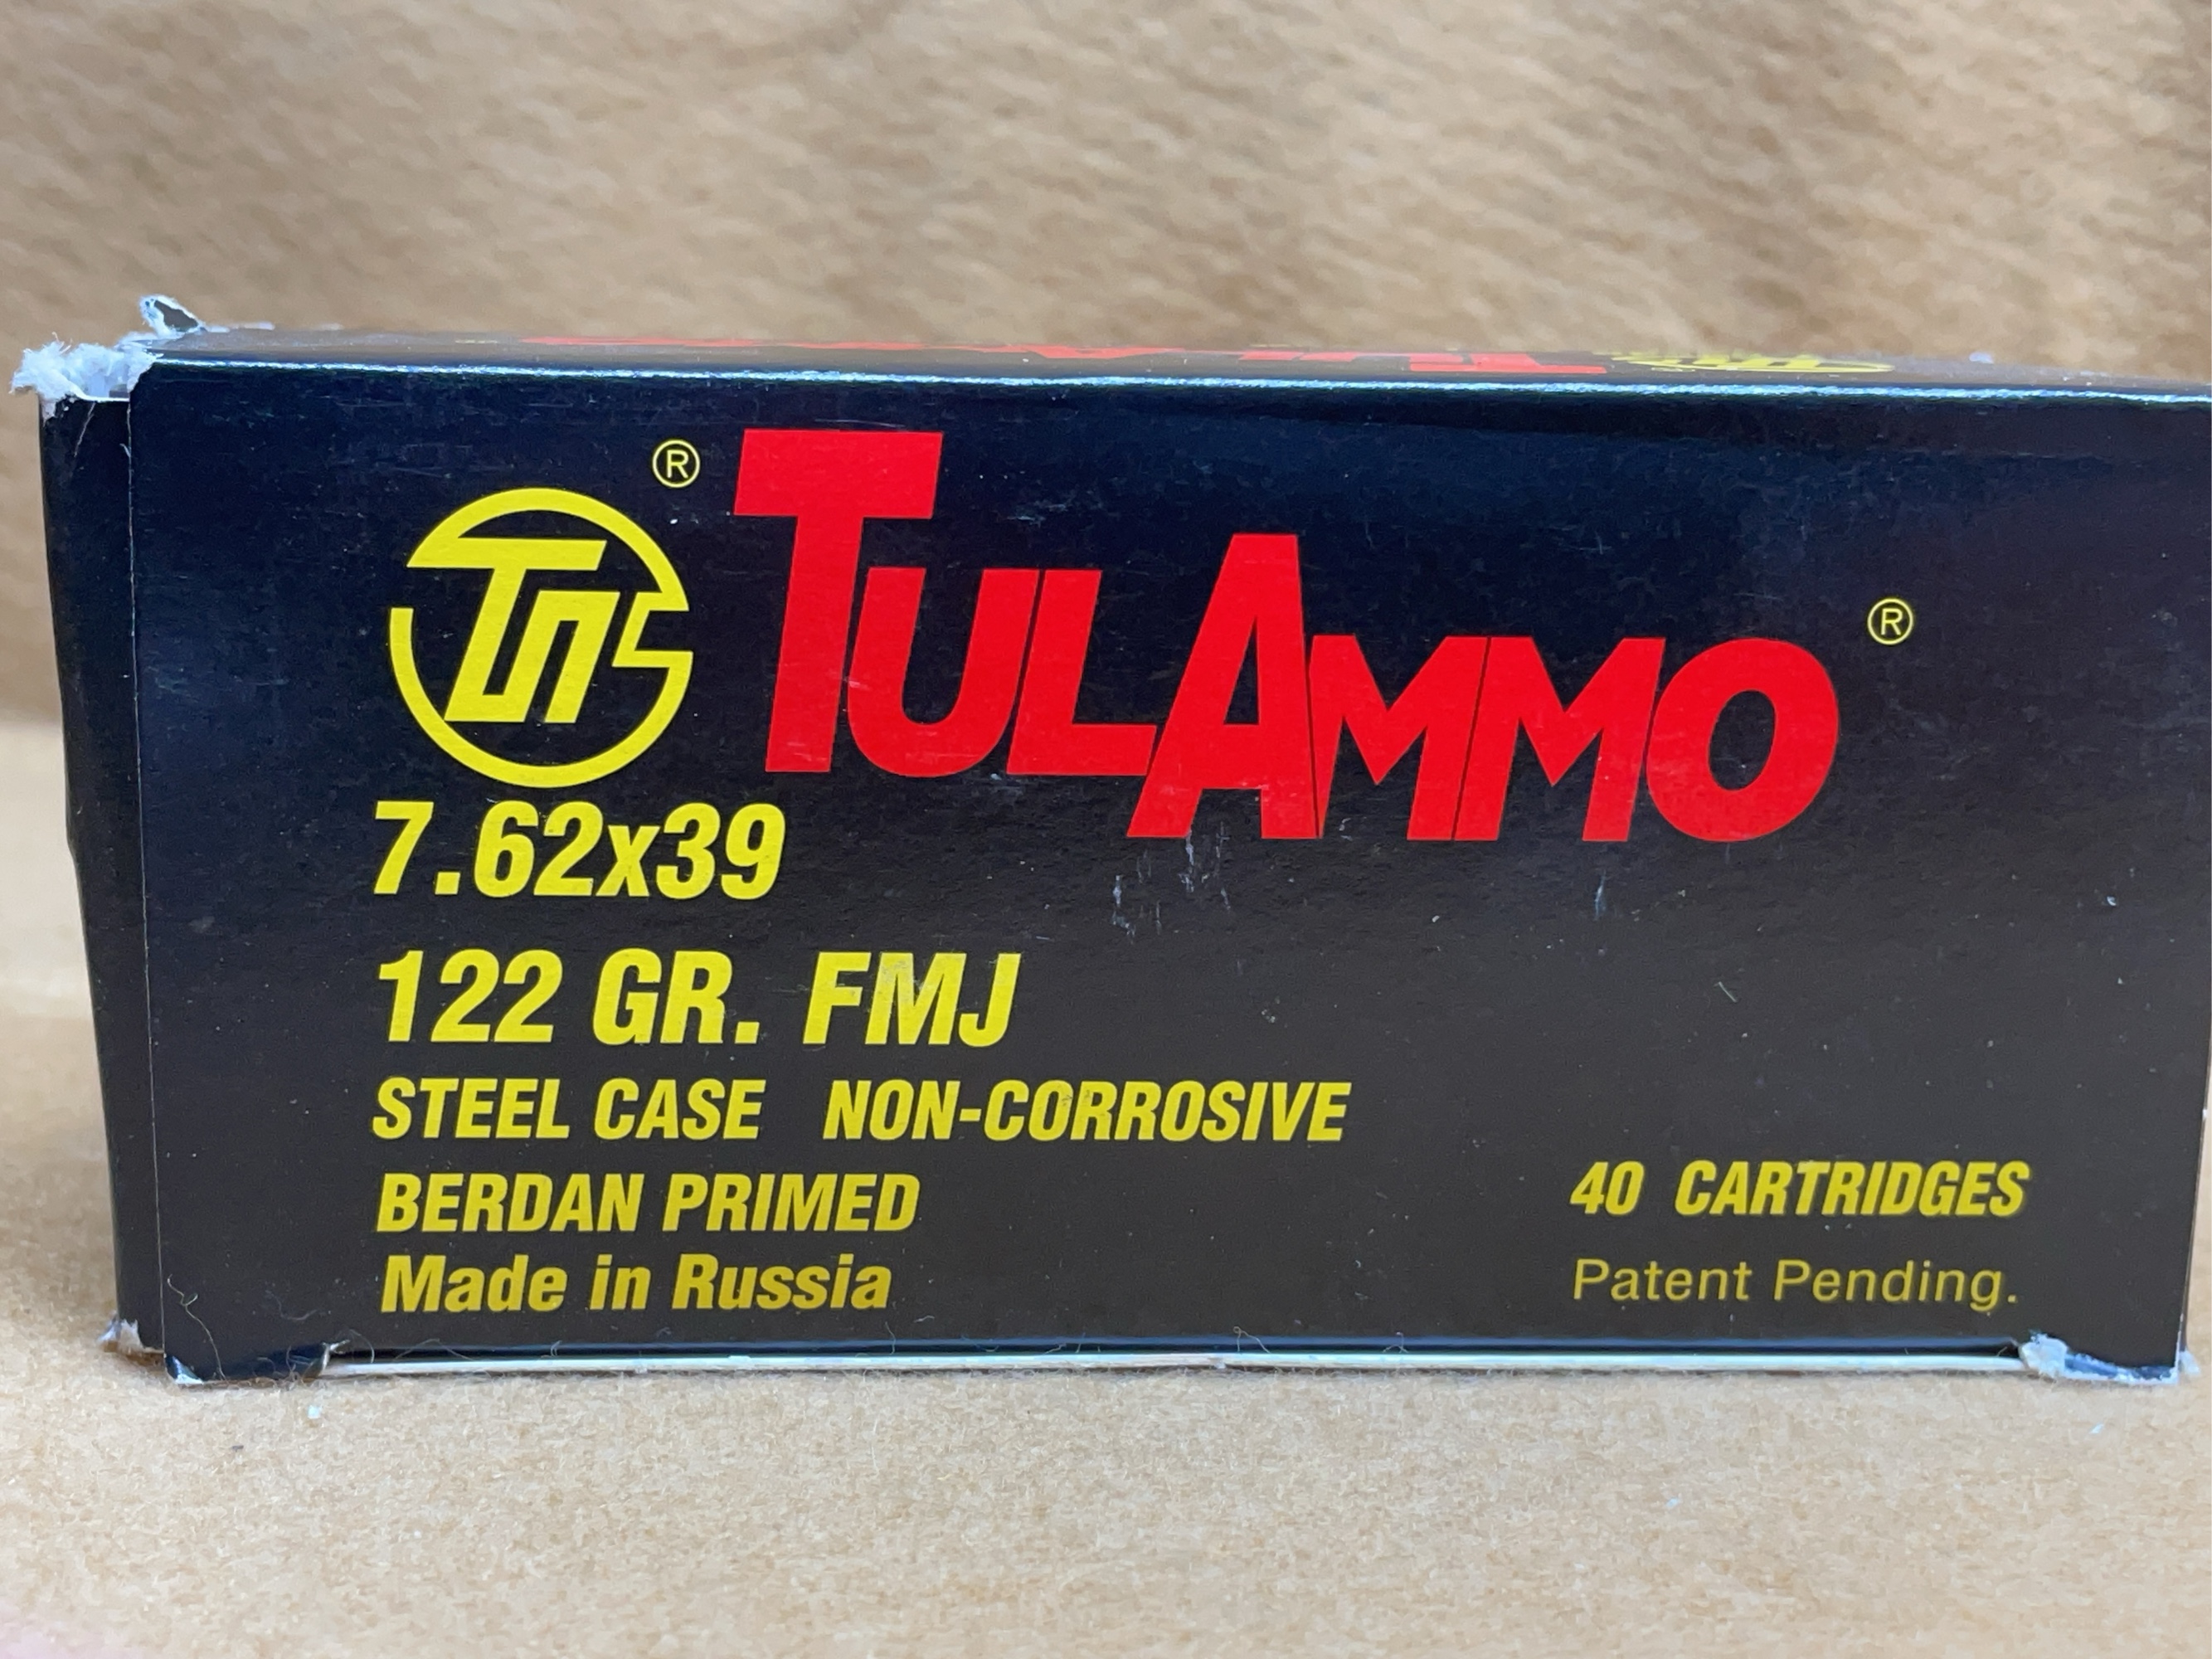 ® TULAMMO ®
7.62x39
122 GR. FMJ
STEEL CASE NON-CORROSIVE
BERDAN PRIMED
Made in Russia
40 CARTRIDGES
Patent Pending.